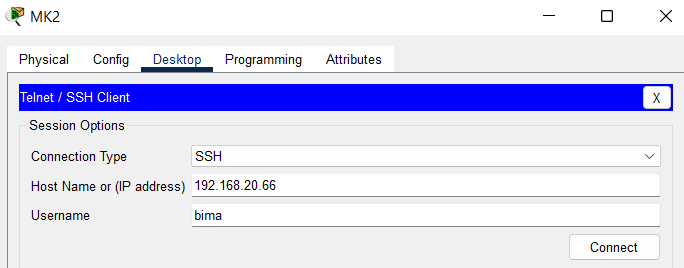 MK2
Physical Config Desktop Programming Attributes
Telnet / SSH Client X
Session Options
Connection Type SSH
Host Name or (IP address) 192.168.20.66
Username bima
Connect